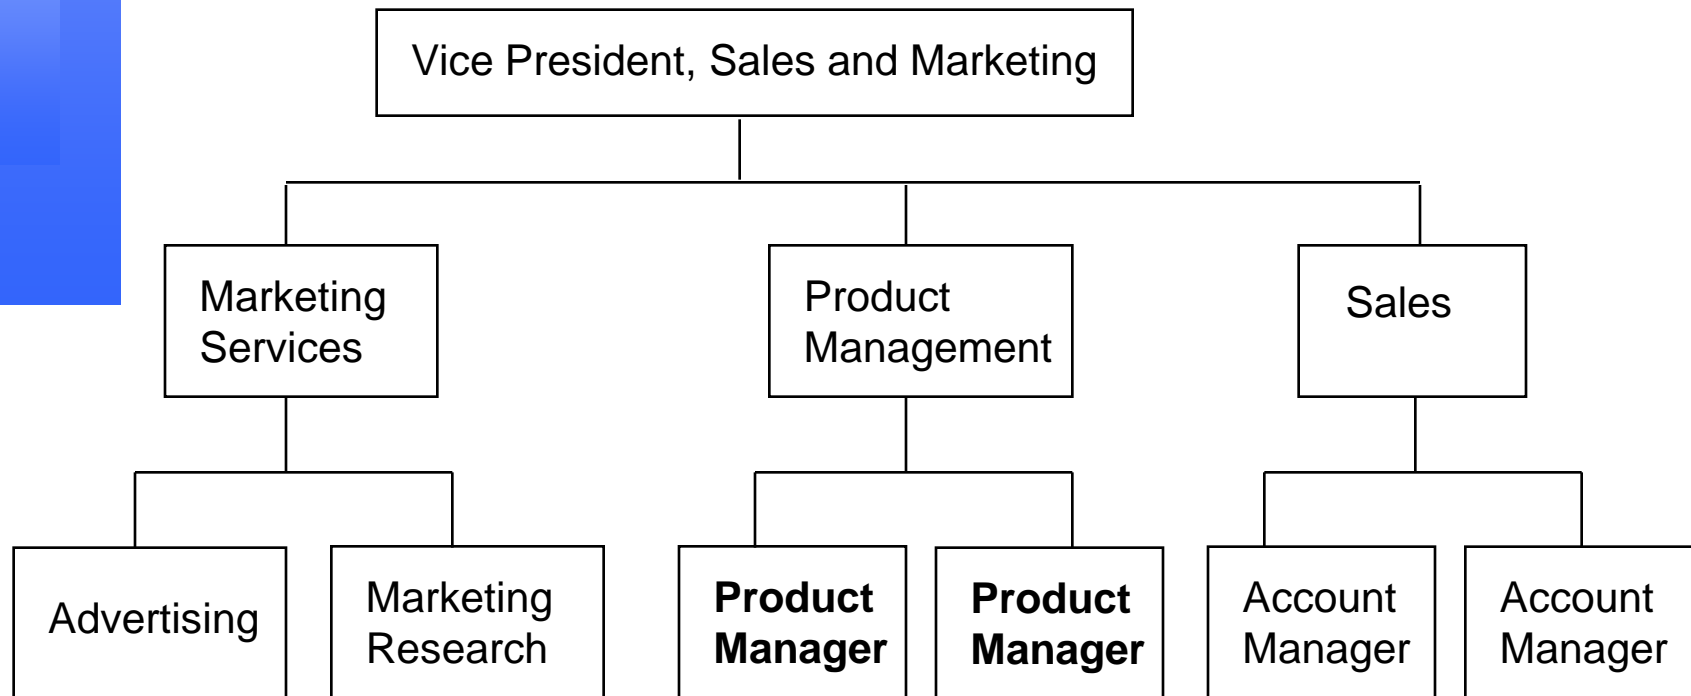 Vice President, Sales and Marketing
Marketing
Services
Product
Management
Sales
Advertising
Marketing
Research
Product
Manager
Product
Manager
Account
Manager
Account
Manager